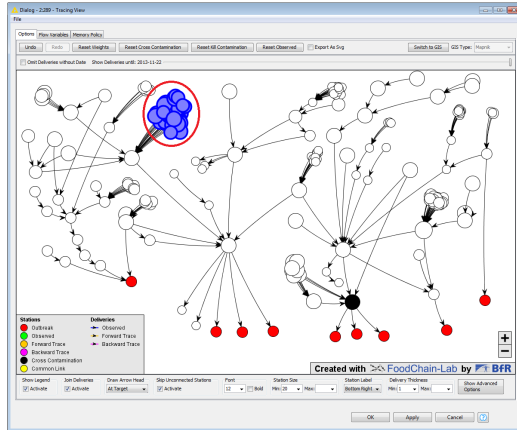 Dialog - 2:289 - Tracing View
File
Options Flow Variables Memory Policy
Undo Redo Reset Weights Reset Cross Contamination Reset Kill Contamination Reset Observed Export As Svg Switch to GIS GIS Type: Mapnik
Omit Deliveries without Date Show Deliveries until: 2013-11-22
Stations Deliveries
Outbreak Observed
Observed Forward Trace
Forward Trace Backward Trace
Backward Trace
Cross Contamination
Common Link
+
−
Created with FoodChain-Lab by BfR
Show Legend Join Deliveries Draw Arrow Head Skip Unconnected Stations Font Station Size Station Label Delivery Thickness Show Advanced Options
Activate Activate At Target Activate 12 Bold Min: 20 Max: Bottom Right Min: 1 Max:
OK Apply Cancel ?